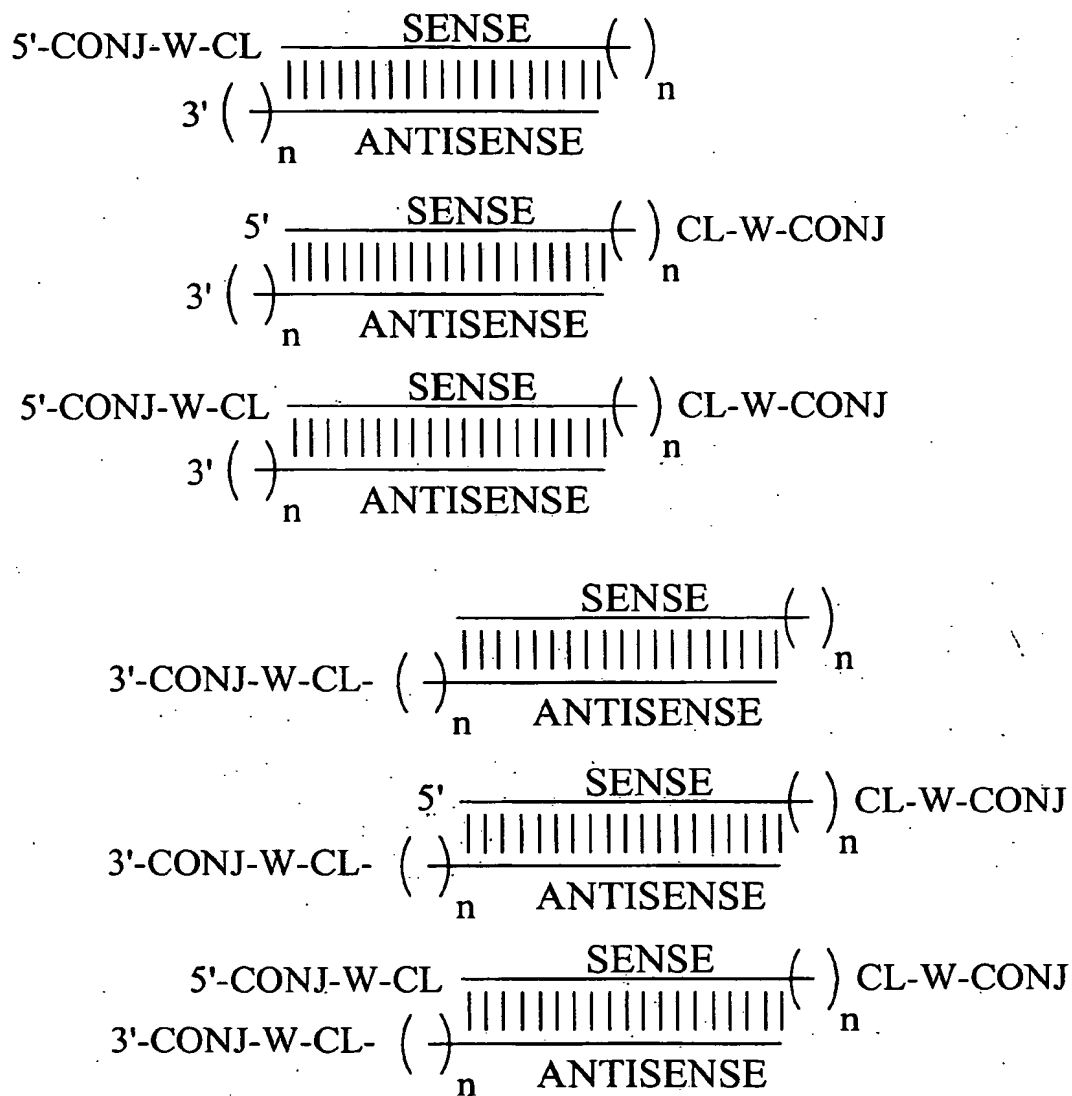 SENSE
5'-CONJ-W-CL ( )n
3' ( )n
ANTISENSE
SENSE
5' ( )n CL-W-CONJ
3' ( )n
ANTISENSE
SENSE
5'-CONJ-W-CL ( )n CL-W-CONJ
3' ( )n
ANTISENSE
SENSE
( )n
3'-CONJ-W-CL- ( )n
ANTISENSE
SENSE
5' ( )n CL-W-CONJ
3'-CONJ-W-CL- ( )n
ANTISENSE
SENSE
5'-CONJ-W-CL ( )n CL-W-CONJ
3'-CONJ-W-CL- ( )n
ANTISENSE